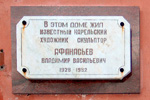 В ЭТОМ ДОМЕ ЖИЛ
ИЗВЕСТНЫЙ КАРЕЛЬСКИЙ
ХУДОЖНИК СКУЛЬПТОР
АФАНАСЬЕВ
ВЛАДИМИР ВАСИЛЬЕВИЧ